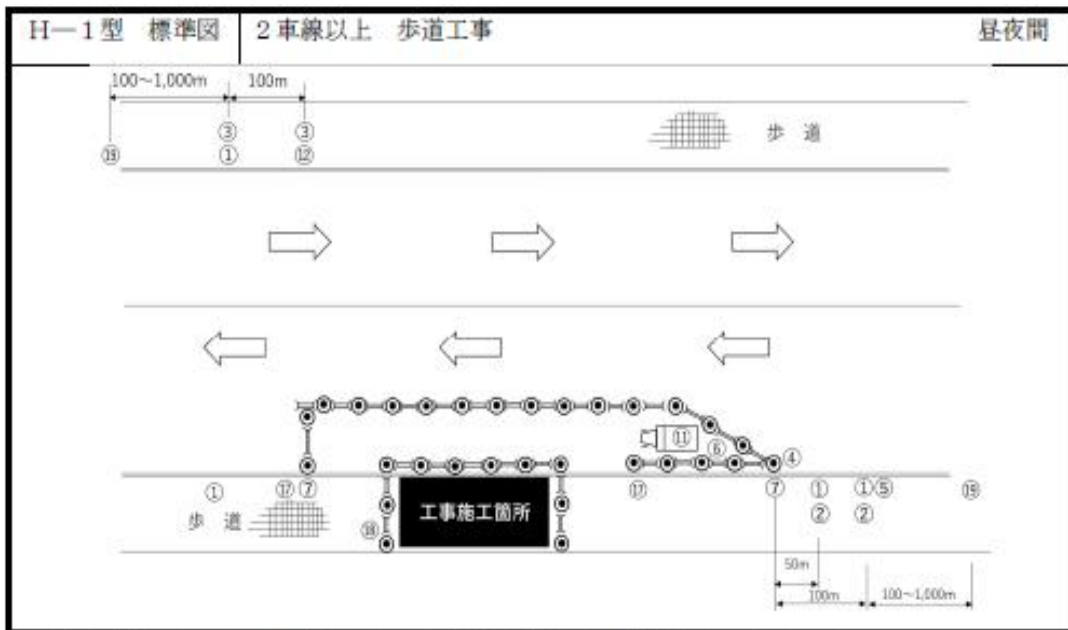 H－1型 標準図 2車線以上 歩道工事 昼夜間
100～1,000m 100m
③ ③
⑲ ① ⑫
歩 道
⑪
⑥ ④
① ⑰ ⑦ ⑰ ⑦ ① ①⑤ ⑲
② ②
歩 道
⑱
工事施工箇所
50m
100m 100～1,000m